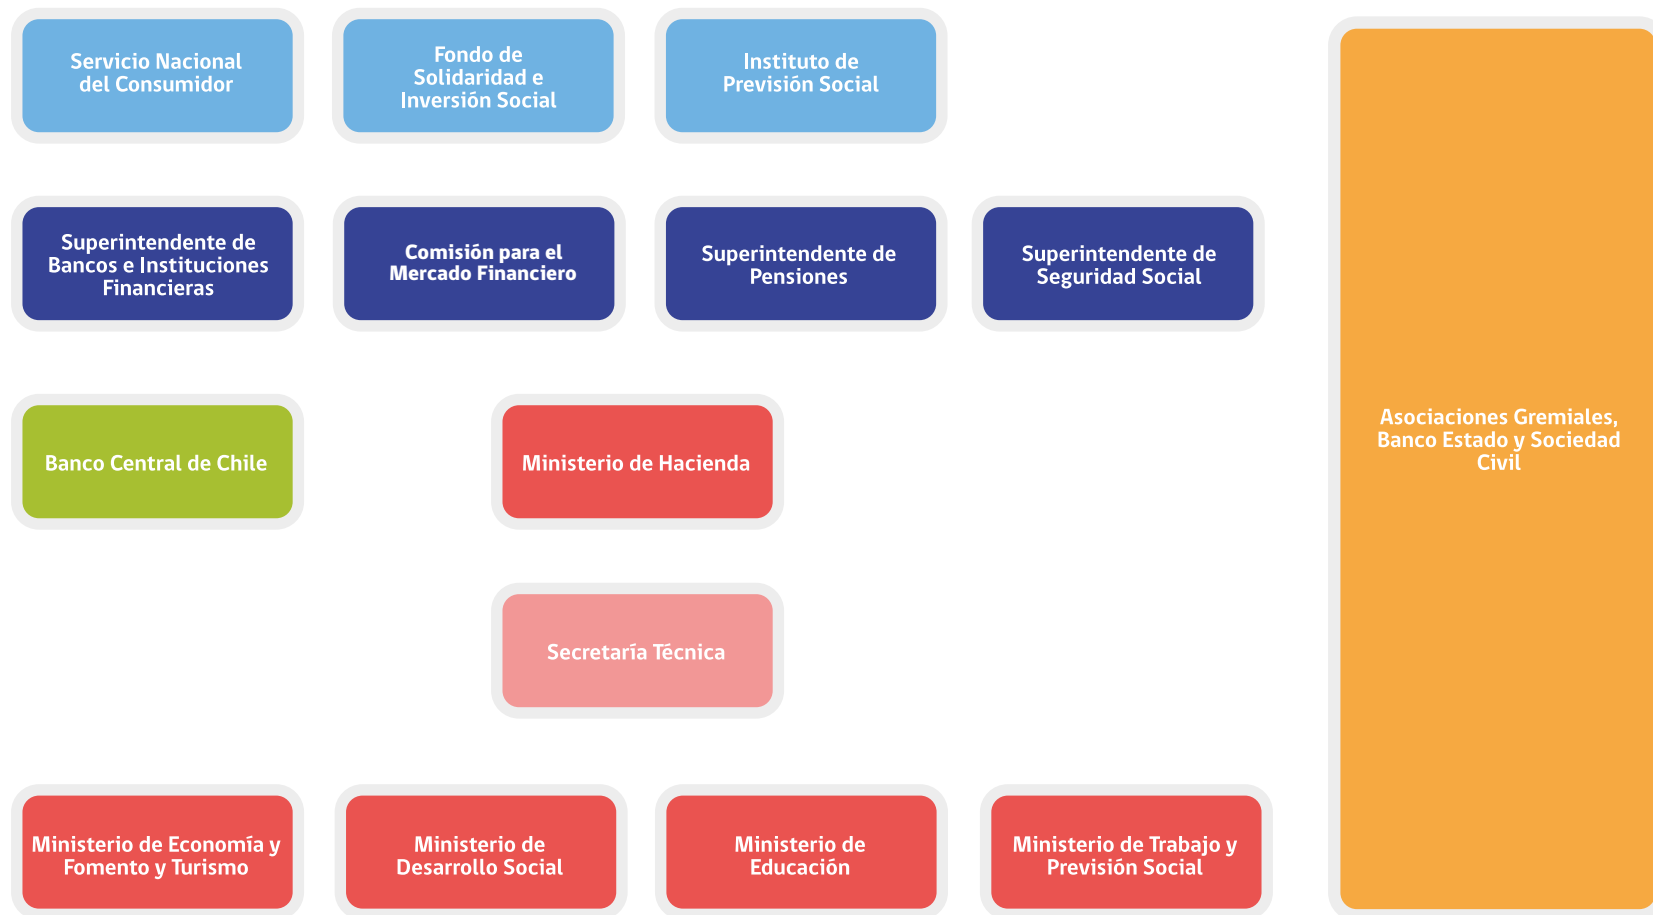 Servicio Nacional
del Consumidor
Fondo de
Solidaridad e
Inversión Social
Instituto de
Previsión Social
Superintendente de
Bancos e Instituciones
Financieras
Comisión para el
Mercado Financiero
Superintendente de
Pensiones
Superintendente de
Seguridad Social
Banco Central de Chile
Ministerio de Hacienda
Asociaciones Gremiales,
Banco Estado y Sociedad
Civil
Secretaría Técnica
Ministerio de Economía y
Fomento y Turismo
Ministerio de
Desarrollo Social
Ministerio de
Educación
Ministerio de Trabajo y
Previsión Social